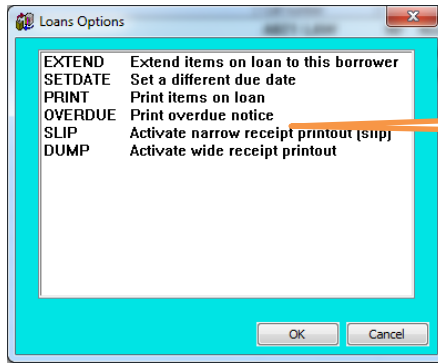 Loans Options
EXTEND Extend items on loan to this borrower
SETDATE Set a different due date
PRINT Print items on loan
OVERDUE Print overdue notice
SLIP Activate narrow receipt printout (slip)
DUMP Activate wide receipt printout
OK Cancel